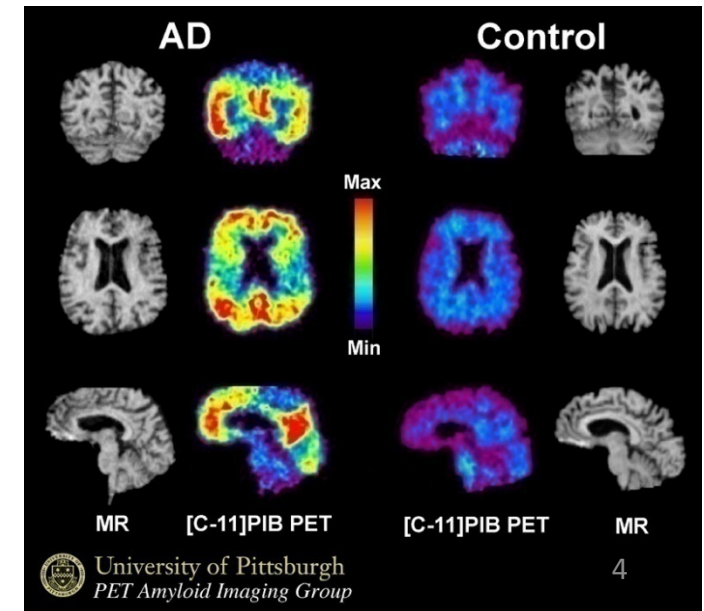 AD Control
Max
Min
MR [C-11]PIB PET [C-11]PIB PET MR
University of Pittsburgh
PET Amyloid Imaging Group
4